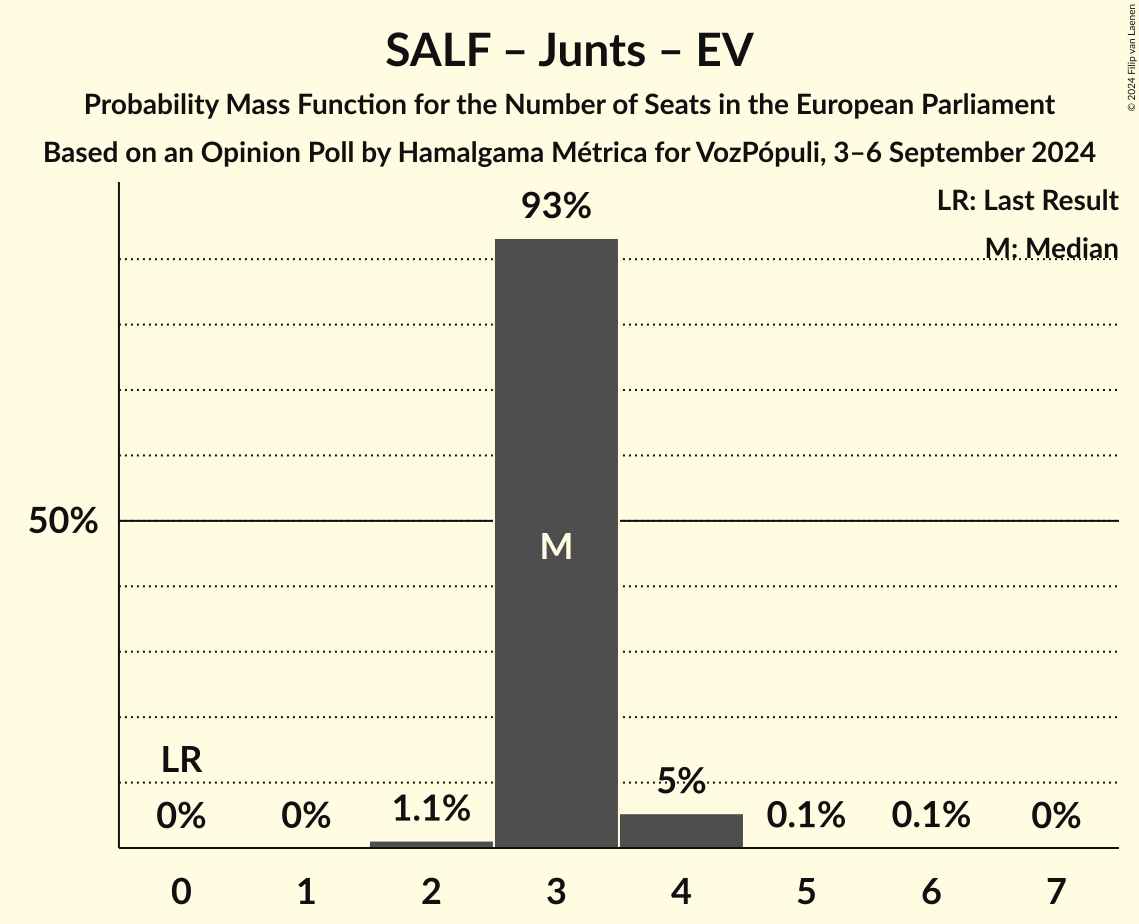 SALF – Junts – EV
Probability Mass Function for the Number of Seats in the European Parliament
Based on an Opinion Poll by Hamalgama Métrica for VozPópuli, 3–6 September 2024
© 2024 Filip van Laenen
LR: Last Result
M: Median
93%
50%
M
LR
0%
0%
1.1%
5%
0.1%
0.1%
0%
0 1 2 3 4 5 6 7